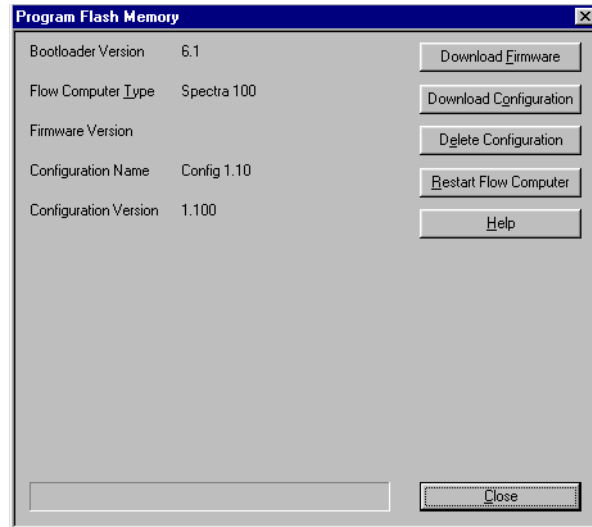 Program Flash Memory
Bootloader Version 6.1
Download Firmware
Flow Computer Type Spectra 100
Download Configuration
Firmware Version
Delete Configuration
Configuration Name Config 1.10
Restart Flow Computer
Configuration Version 1.100
Help
Close